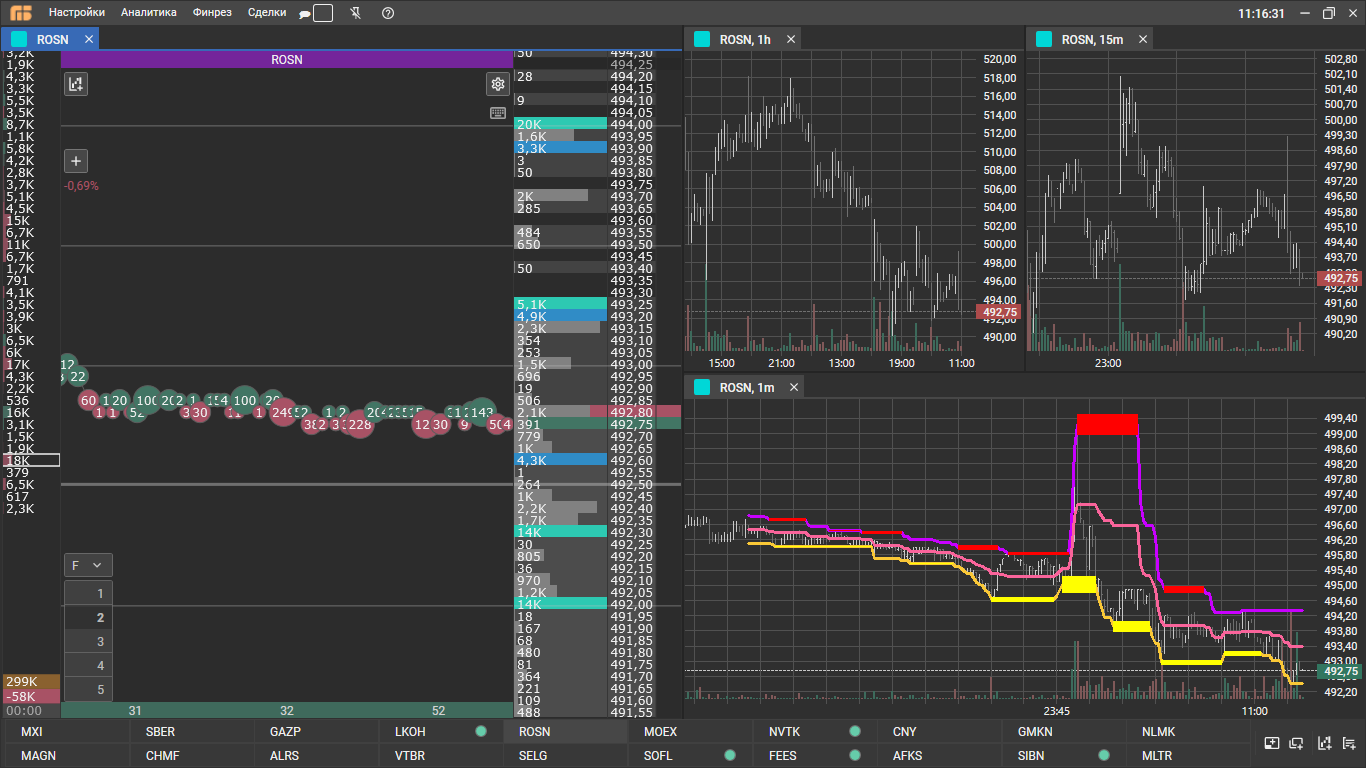 Настройки Аналитика Финрез Сделки 11:16:31
ROSN
ROSN, 1h
ROSN, 15m
3,2K
1,9K
4,3K
3,3K
5,5K
3,5K
8,7K
1,1K
5,8K
4,2K
2,8K
3,7K
5,1K
4,5K
15K
6,7K
11K
6,7K
1,7K
791
4,1K
3,5K
3,9K
3K
6,5K
6K
17K
4,3K
2,2K
536
16K
3,1K
1,5K
1,9K
18K
379
6,5K
617
2,3K
299K
-58K
00:00
ROSN
-0,69%
12
22
60
20
100
202
30
100
20
249
228
12 30
9
143
F
1
2
3
4
5
31 32 52
50 494,30
494,25
28 494,20
494,15
9 494,10
494,05
20K 494,00
1,6K 493,95
3,3K 493,90
3 493,85
50 493,80
493,75
2K 493,70
285 493,65
493,60
484 493,55
650 493,50
493,45
50 493,40
493,35
493,30
5,1K 493,25
4,9K 493,20
2,3K 493,15
354 493,10
253 493,05
1,5K 493,00
696 492,95
19 492,90
506 492,85
2,1K 492,80
391 492,75
779 492,70
1K 492,65
4,3K 492,60
1 492,55
264 492,50
1K 492,45
2,2K 492,40
1,7K 492,35
14K 492,30
30 492,25
305 492,20
36 492,15
970 492,10
1,2K 492,05
14K 492,00
18 491,95
167 491,90
68 491,85
480 491,80
81 491,75
364 491,70
221 491,65
109 491,60
488 491,55
520,00
518,00
516,00
514,00
512,00
510,00
508,00
506,00
504,00
502,00
500,00
498,00
496,00
494,00
492,75
492,00
490,00
15:00 21:00 13:00 19:00 11:00
502,80
502,10
501,40
500,70
500,00
499,30
498,60
497,90
497,20
496,50
495,80
495,10
494,40
493,70
492,75
492,30
491,60
490,90
490,20
23:00
ROSN, 1m
499,40
499,00
498,60
498,20
497,80
497,40
497,00
496,60
496,20
495,80
495,40
495,00
494,60
494,20
493,80
493,40
493,00
492,75
492,20
23:45 11:00
MXI SBER GAZP LKOH ROSN MOEX NVTK CNY GMKN NLMK
MAGN CHMF ALRS VTBR SELG SOFL FEES AFKS SIBN MLTR